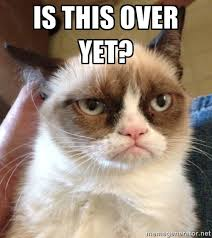 IS THIS OVER
YET?
memegenerator.net